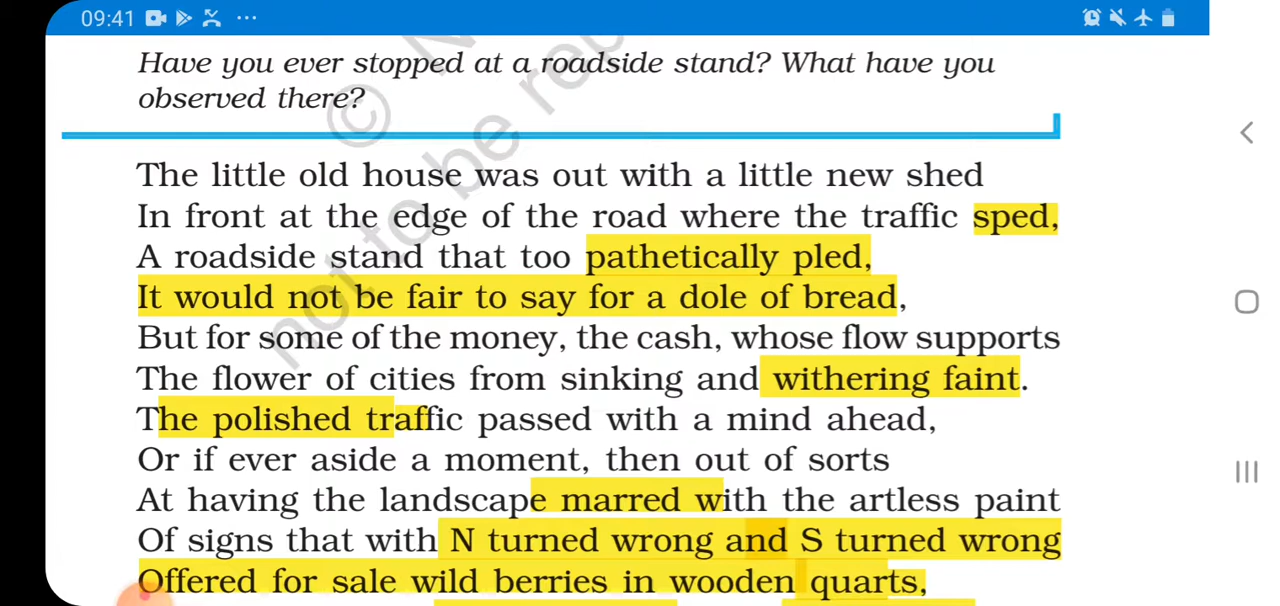 09:41
Have you ever stopped at a roadside stand? What have you
observed there?
The little old house was out with a little new shed
In front at the edge of the road where the traffic sped,
A roadside stand that too pathetically pled,
It would not be fair to say for a dole of bread,
But for some of the money, the cash, whose flow supports
The flower of cities from sinking and withering faint.
The polished traffic passed with a mind ahead,
Or if ever aside a moment, then out of sorts
At having the landscape marred with the artless paint
Of signs that with N turned wrong and S turned wrong
Offered for sale wild berries in wooden quarts,
© N
not to be re